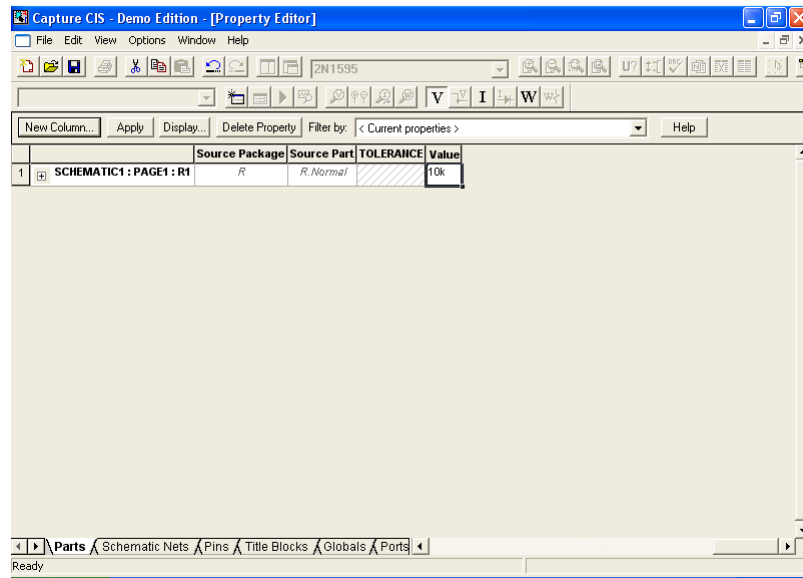 Capture CIS - Demo Edition - [Property Editor]
File Edit View Options Window Help
2N1595 U? DRC
V V I I W W
New Column... Apply Display... Delete Property Filter by: < Current properties > Help
Source Package Source Part TOLERANCE Value
1 SCHEMATIC1 : PAGE1 : R1 R R.Normal 10k
Parts Schematic Nets Pins Title Blocks Globals Ports
Ready